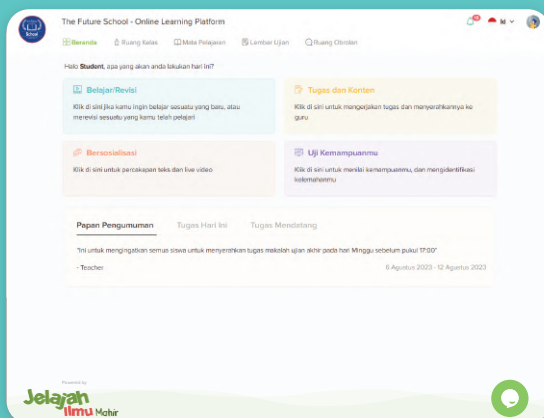 The Future School - Online Learning Platform
School
Beranda
Ruang Kelas
Mata Pelajaran
Lembar Ujian
Ruang Obrolan
Halo Student, apa yang akan anda lakukan hari ini?
Belajar/Revisi
Klik di sini jika kamu ingin belajar sesuatu yang baru, atau
merevisi sesuatu yang kamu telah pelajari
Tugas dan Konten
Klik di sini untuk mengerjakan tugas dan menyerahkannya ke
guru
Bersosialisasi
Klik di sini untuk percakapan teks dan live video
Uji Kemampuanmu
Klik di sini untuk menilai kemampuanmu, dan mengidentifikasi
kelemahanmu
Papan Pengumuman
Tugas Hari Ini
Tugas Mendatang
"Ini untuk mengingatkan semua siswa untuk menyerahkan tugas makalah ujian akhir pada hari Minggu sebelum pukul 17:00"
- Teacher
6 Agustus 2023 - 12 Agustus 2023
Powered by
Jelajah
Ilmu Mahir